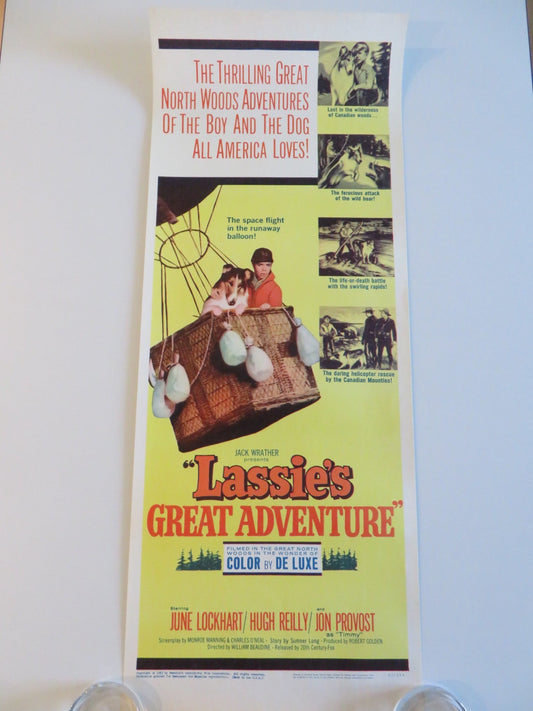 THE THRILLING GREAT
NORTH WOODS ADVENTURES
OF THE BOY AND THE DOG
ALL AMERICA LOVES!
Lost in the wilderness
of Canadian woods...
The ferocious attack
of the wild bear!
The life-or-death battle
with the swirling rapids!
The daring helicopter rescue
by the Canadian Mounties!
The space flight
in the runaway
balloon!
JACK WRATHER
presents
"Lassie's
GREAT ADVENTURE"
FILMED IN THE GREAT NORTH
WOODS IN THE WONDER OF
COLOR BY DE LUXE
Starring
JUNE LOCKHART/HUGH REILLY/and JON PROVOST
as "Timmy"
Screenplay by MONROE MANNING & CHARLES O'NEAL - Story by Sumner Long - Produced by ROBERT GOLDEN
Directed by WILLIAM BEAUDINE - Released by 20th Century-Fox